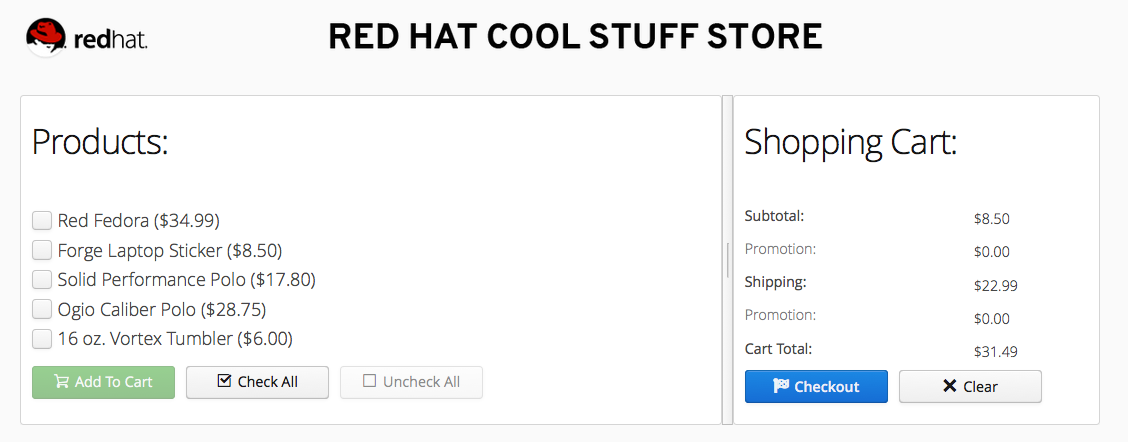 redhat.
RED HAT COOL STUFF STORE
Products:
Red Fedora ($34.99)
Forge Laptop Sticker ($8.50)
Solid Performance Polo ($17.80)
Ogio Caliber Polo ($28.75)
16 oz. Vortex Tumbler ($6.00)
Add To Cart Check All Uncheck All
Shopping Cart:
Subtotal: $8.50
Promotion: $0.00
Shipping: $22.99
Promotion: $0.00
Cart Total: $31.49
Checkout Clear